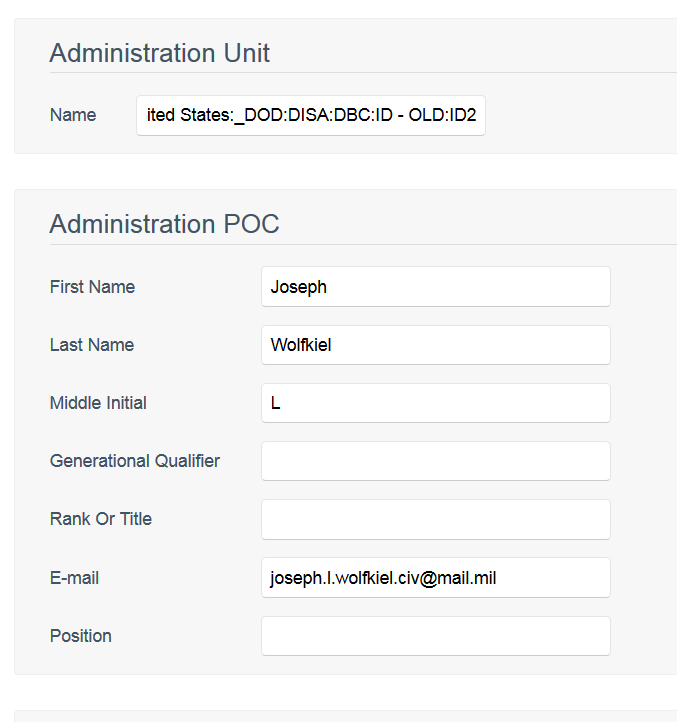 Administration Unit
Name ited States:_DOD:DISA:DBC:ID - OLD:ID2
Administration POC
First Name Joseph
Last Name Wolfkiel
Middle Initial L
Generational Qualifier
Rank Or Title
E-mail joseph.l.wolfkiel.civ@mail.mil
Position